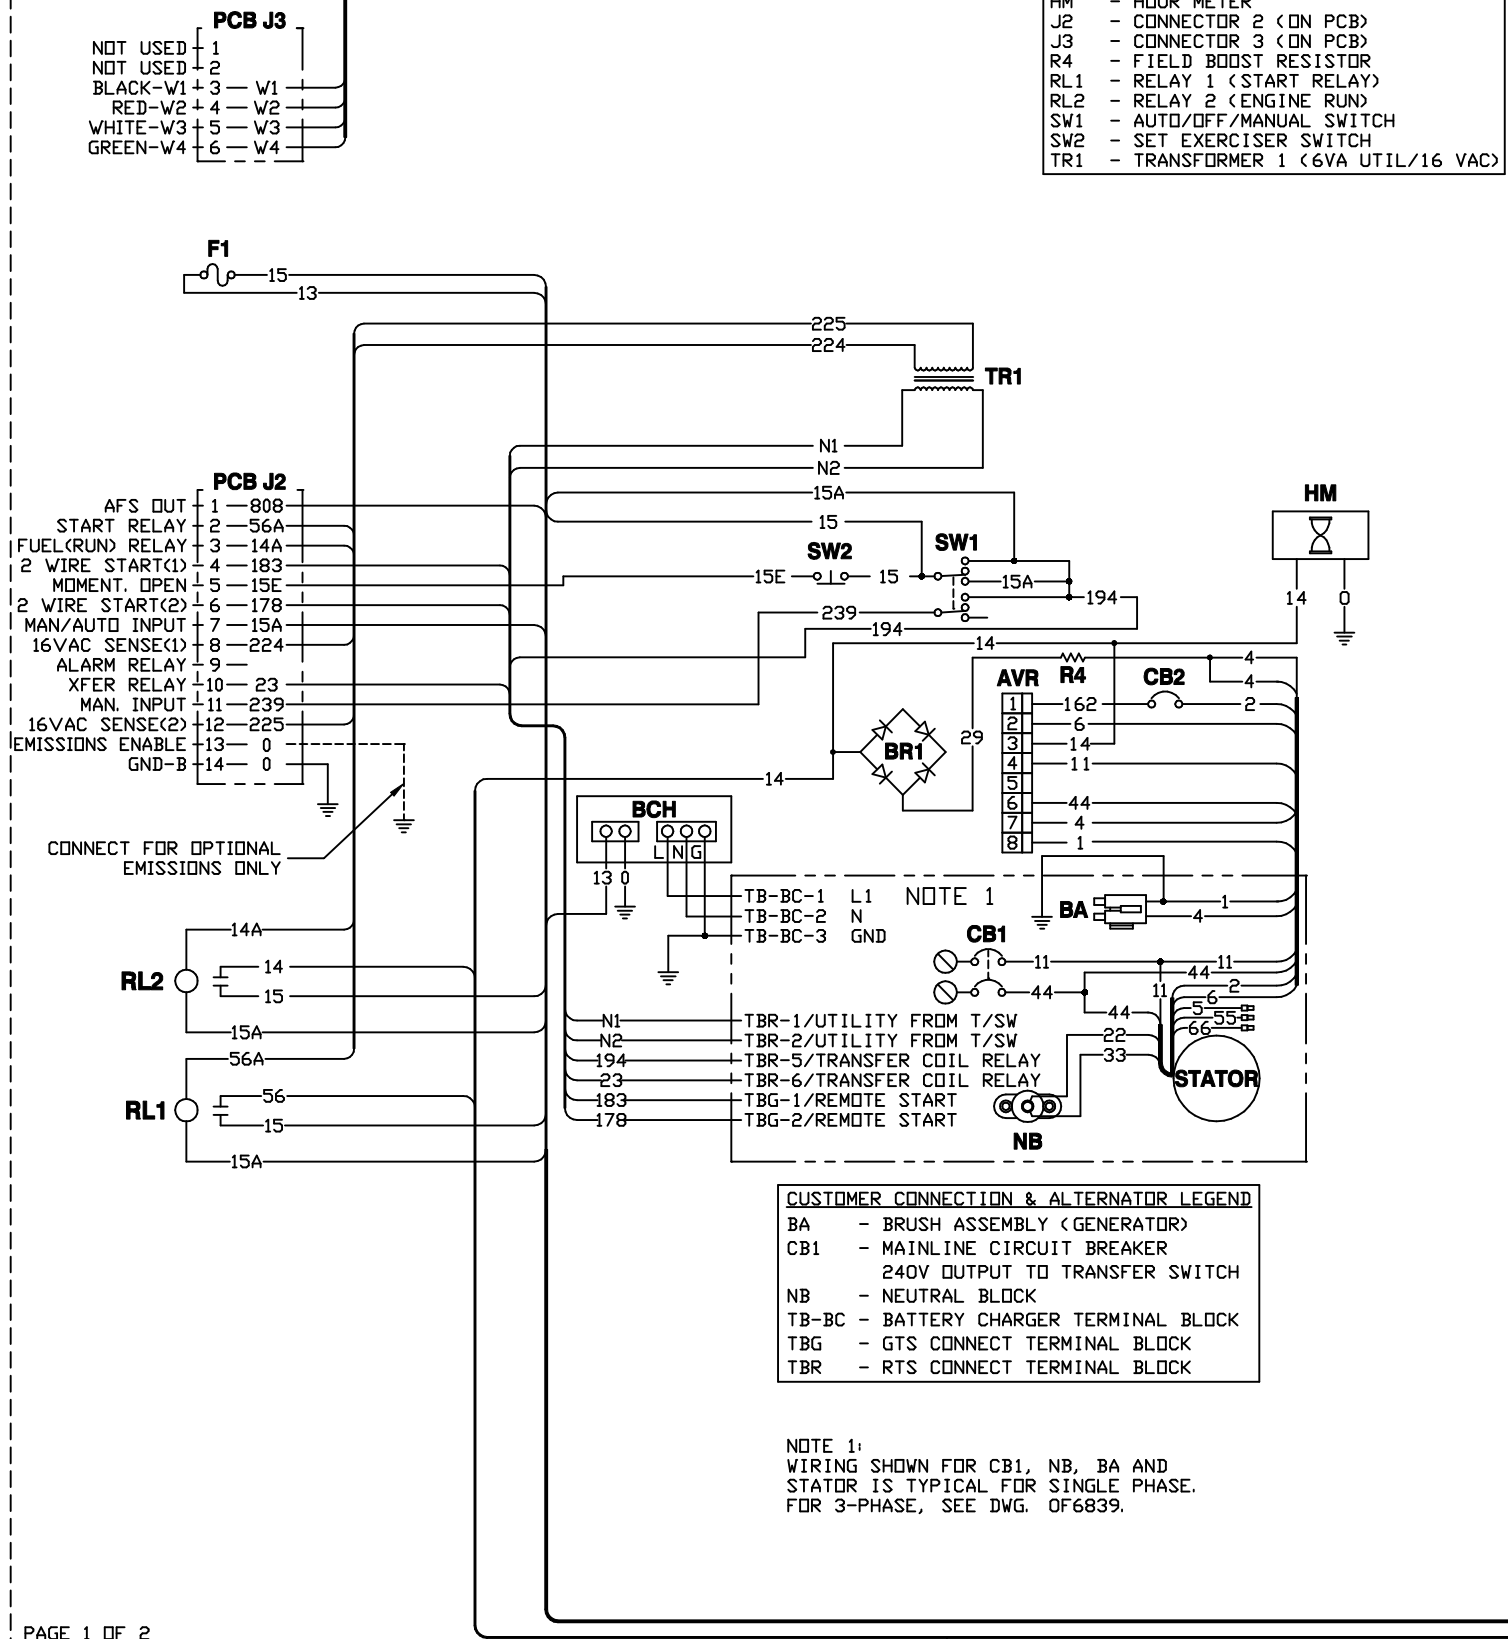 HM - HOUR METER
J2 - CONNECTOR 2 (ON PCB)
J3 - CONNECTOR 3 (ON PCB)
R4 - FIELD BOOST RESISTOR
RL1 - RELAY 1 (START RELAY)
RL2 - RELAY 2 (ENGINE RUN)
SW1 - AUTO/OFF/MANUAL SWITCH
SW2 - SET EXERCISER SWITCH
TR1 - TRANSFORMER 1 (6VA UTIL/16 VAC)
PCB J3
NOT USED 1
NOT USED 2
BLACK-W1 3 W1
RED-W2 4 W2
WHITE-W3 5 W3
GREEN-W4 6 W4
F1
15
13
225
224
TR1
N1
N2
15A
15
PCB J2
AFS OUT 1 808
START RELAY 2 56A
FUEL(RUN) RELAY 3 14A
2 WIRE START(1) 4 183
MOMENT. OPEN 5 15E
2 WIRE START(2) 6 178
MAN/AUTO INPUT 7 15A
16VAC SENSE(1) 8 224
ALARM RELAY 9
XFER RELAY 10 23
MAN. INPUT 11 239
16VAC SENSE(2) 12 225
EMISSIONS ENABLE 13 0
GND-B 14 0
CONNECT FOR OPTIONAL
EMISSIONS ONLY
HM
14 0
SW2 SW1
15E 15 15A
239 194
194
14
4
R4
4
AVR CB2
1 162 2
2 6
3 14
4 11
5
6 44
7 4
8 1
29
BR1
14
BCH
L N G
13 0
TB-BC-1 L1 NOTE 1
TB-BC-2 N
TB-BC-3 GND
BA
1
4
CB1
11 11
44
44 11
2
6
44 5
55
22 66
33
STATOR
NB
14A
RL2
14
15
15A
56A
RL1
56
15
15A
N1 TBR-1/UTILITY FROM T/SW
N2 TBR-2/UTILITY FROM T/SW
194 TBR-5/TRANSFER COIL RELAY
23 TBR-6/TRANSFER COIL RELAY
183 TBG-1/REMOTE START
178 TBG-2/REMOTE START
CUSTOMER CONNECTION & ALTERNATOR LEGEND
BA - BRUSH ASSEMBLY (GENERATOR)
CB1 - MAINLINE CIRCUIT BREAKER
240V OUTPUT TO TRANSFER SWITCH
NB - NEUTRAL BLOCK
TB-BC - BATTERY CHARGER TERMINAL BLOCK
TBG - GTS CONNECT TERMINAL BLOCK
TBR - RTS CONNECT TERMINAL BLOCK
NOTE 1:
WIRING SHOWN FOR CB1, NB, BA AND
STATOR IS TYPICAL FOR SINGLE PHASE.
FOR 3-PHASE, SEE DWG. 0F6839.
PAGE 1 OF 2